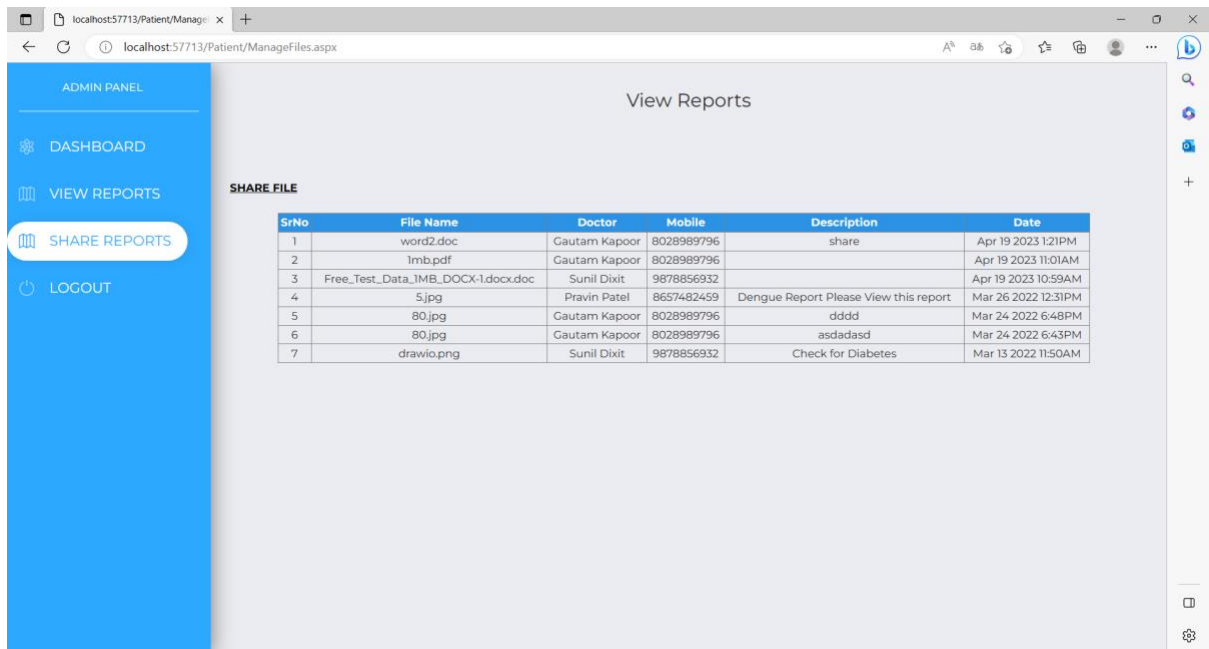 localhost:57713/Patient/Manage
localhost:57713/Patient/ManageFiles.aspx
ADMIN PANEL
DASHBOARD
VIEW REPORTS
SHARE REPORTS
LOGOUT
View Reports
SHARE FILE
SrNo File Name Doctor Mobile Description Date
1 word2.doc Gautam Kapoor 8028989796 share Apr 19 2023 1:21PM
2 1mb.pdf Gautam Kapoor 8028989796 Apr 19 2023 11:01AM
3 Free_Test_Data_1MB_DOCX-1.docx.doc Sunil Dixit 9878856932 Apr 19 2023 10:59AM
4 5.jpg Pravin Patel 8657482459 Dengue Report Please View this report Mar 26 2022 12:31PM
5 80.jpg Gautam Kapoor 8028989796 dddd Mar 24 2022 6:48PM
6 80.jpg Gautam Kapoor 8028989796 asdadasd Mar 24 2022 6:43PM
7 drawio.png Sunil Dixit 9878856932 Check for Diabetes Mar 13 2022 11:50AM